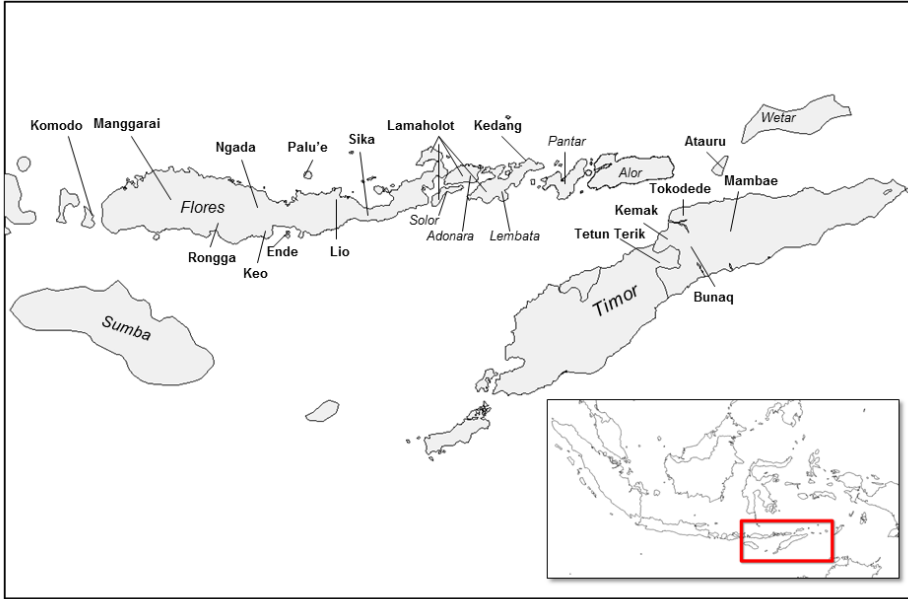 Wetar
Komodo
Manggarai
Ngada
Palu'e
Sika
Lamaholot
Kedang
Pantar
Alor
Atauru
Tokodede
Mambae
Kemak
Tetun Terik
Flores
Solor
Adonara
Lembata
Rongga
Keo
Ende
Lio
Bunaq
Timor
Sumba